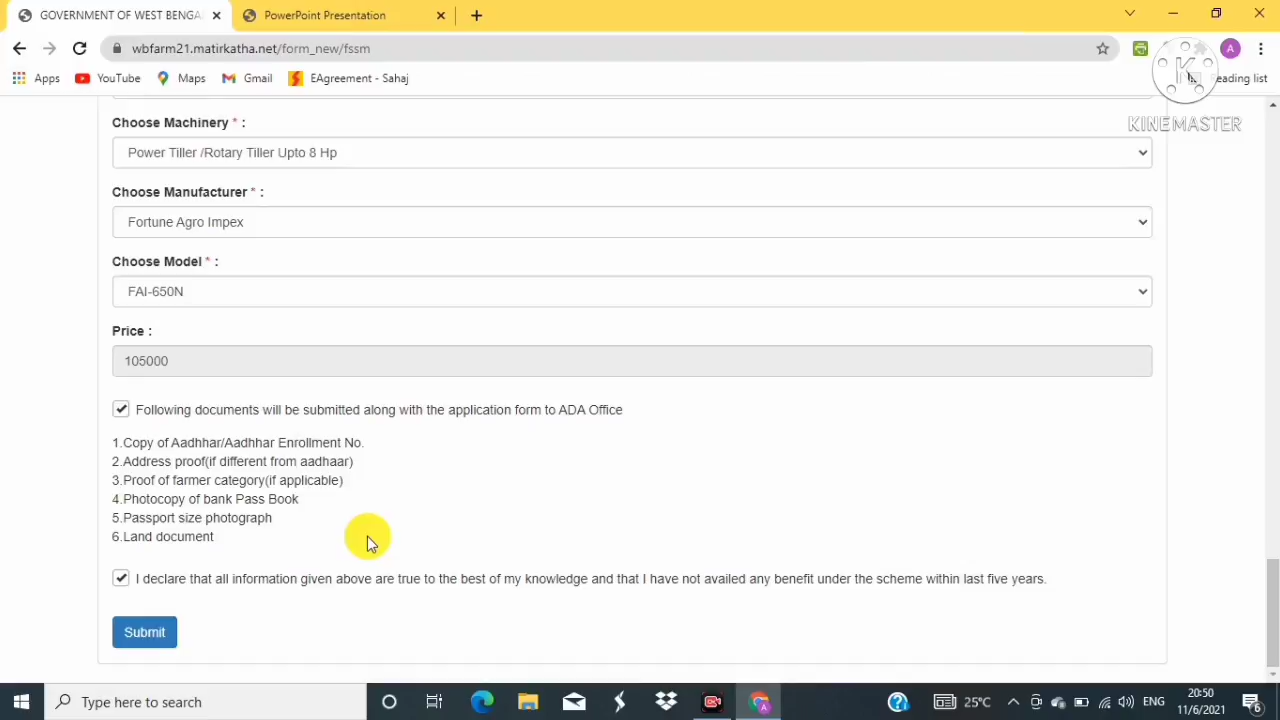 GOVERNMENT OF WEST BENGA
PowerPoint Presentation
wbfarm21.matirkatha.net/form_new/fssm
A
Apps
YouTube
Maps
Gmail
EAgreement - Sahaj
eading list
K
KINEMASTER
Choose Machinery * :
Power Tiller /Rotary Tiller Upto 8 Hp
Choose Manufacturer * :
Fortune Agro Impex
Choose Model * :
FAI-650N
Price :
105000
Following documents will be submitted along with the application form to ADA Office
1.Copy of Aadhhar/Aadhhar Enrollment No.
2.Address proof(if different from aadhaar)
3.Proof of farmer category(if applicable)
4.Photocopy of bank Pass Book
5.Passport size photograph
6.Land document
I declare that all information given above are true to the best of my knowledge and that I have not availed any benefit under the scheme within last five years.
Submit
Type here to search
25°C
ENG
20:50
11/6/2021
6